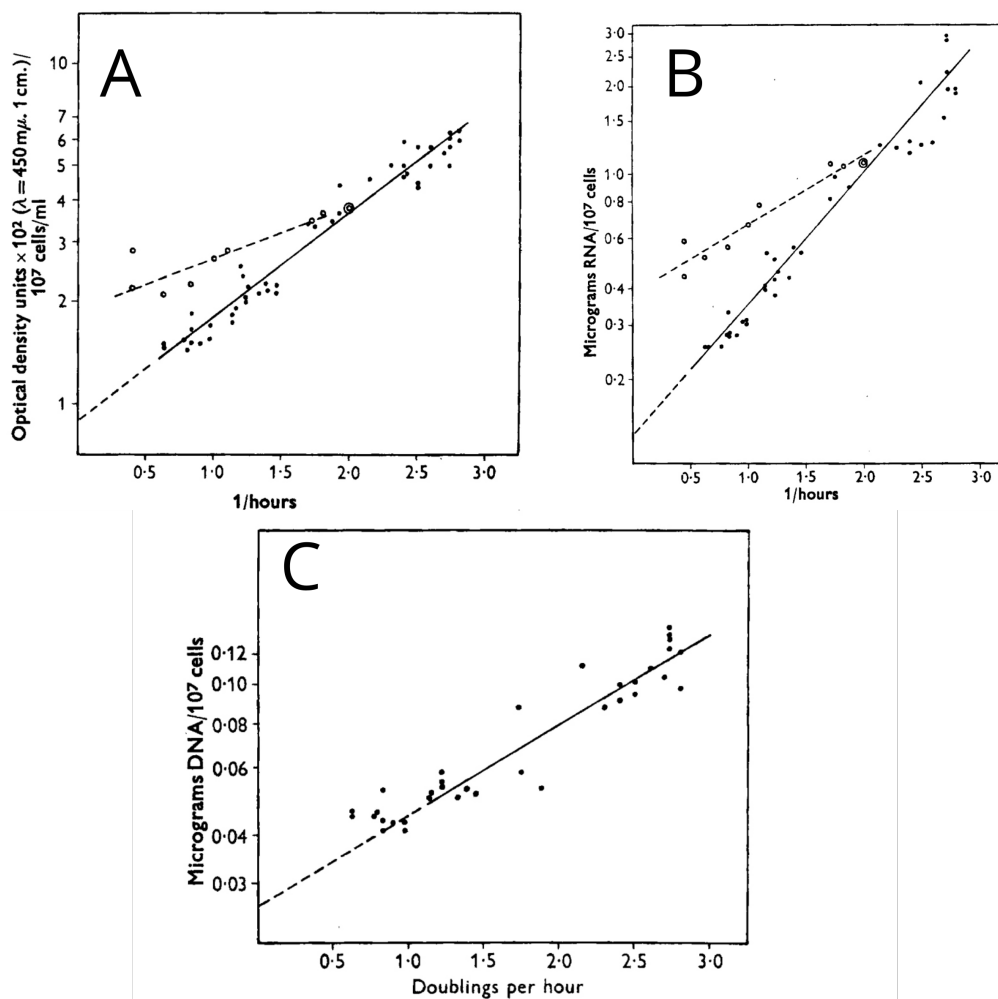 A
Optical density units × 10² (λ = 450 mμ. 1 cm.)/
10⁷ cells/ml
10
7
6
5
4
3
2
1
0·5 1·0 1·5 2·0 2·5 3·0
1/hours
B
Micrograms RNA/10⁷ cells
3·0
2·5
2·0
1·5
1·0
0·8
0·6
0·4
0·3
0·2
0·5 1·0 1·5 2·0 2·5 3·0
1/hours
C
Micrograms DNA/10⁷ cells
0·12
0·10
0·08
0·06
0·04
0·03
0·5 1·0 1·5 2·0 2·5 3·0
Doublings per hour